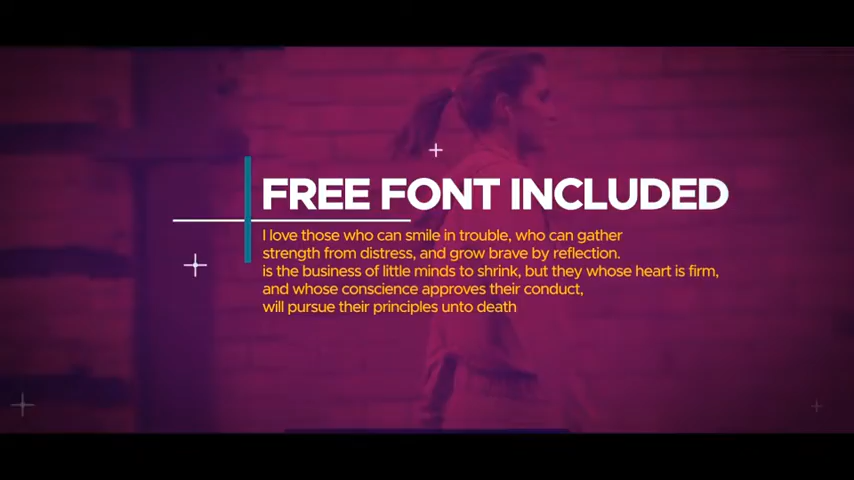 FREE FONT INCLUDED
I love those who can smile in trouble, who can gather
strength from distress, and grow brave by reflection.
is the business of little minds to shrink, but they whose heart is firm,
and whose conscience approves their conduct,
will pursue their principles unto death